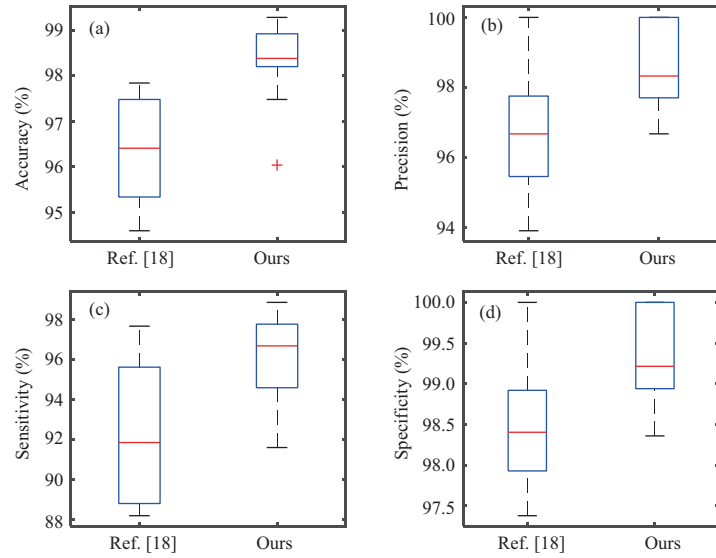 (a)
Accuracy (%)
99
98
97
96
95
Ref. [18]
Ours
(b)
Precision (%)
100
98
96
94
Ref. [18]
Ours
(c)
Sensitivity (%)
98
96
94
92
90
88
Ref. [18]
Ours
(d)
Specificity (%)
100.0
99.5
99.0
98.5
98.0
97.5
Ref. [18]
Ours